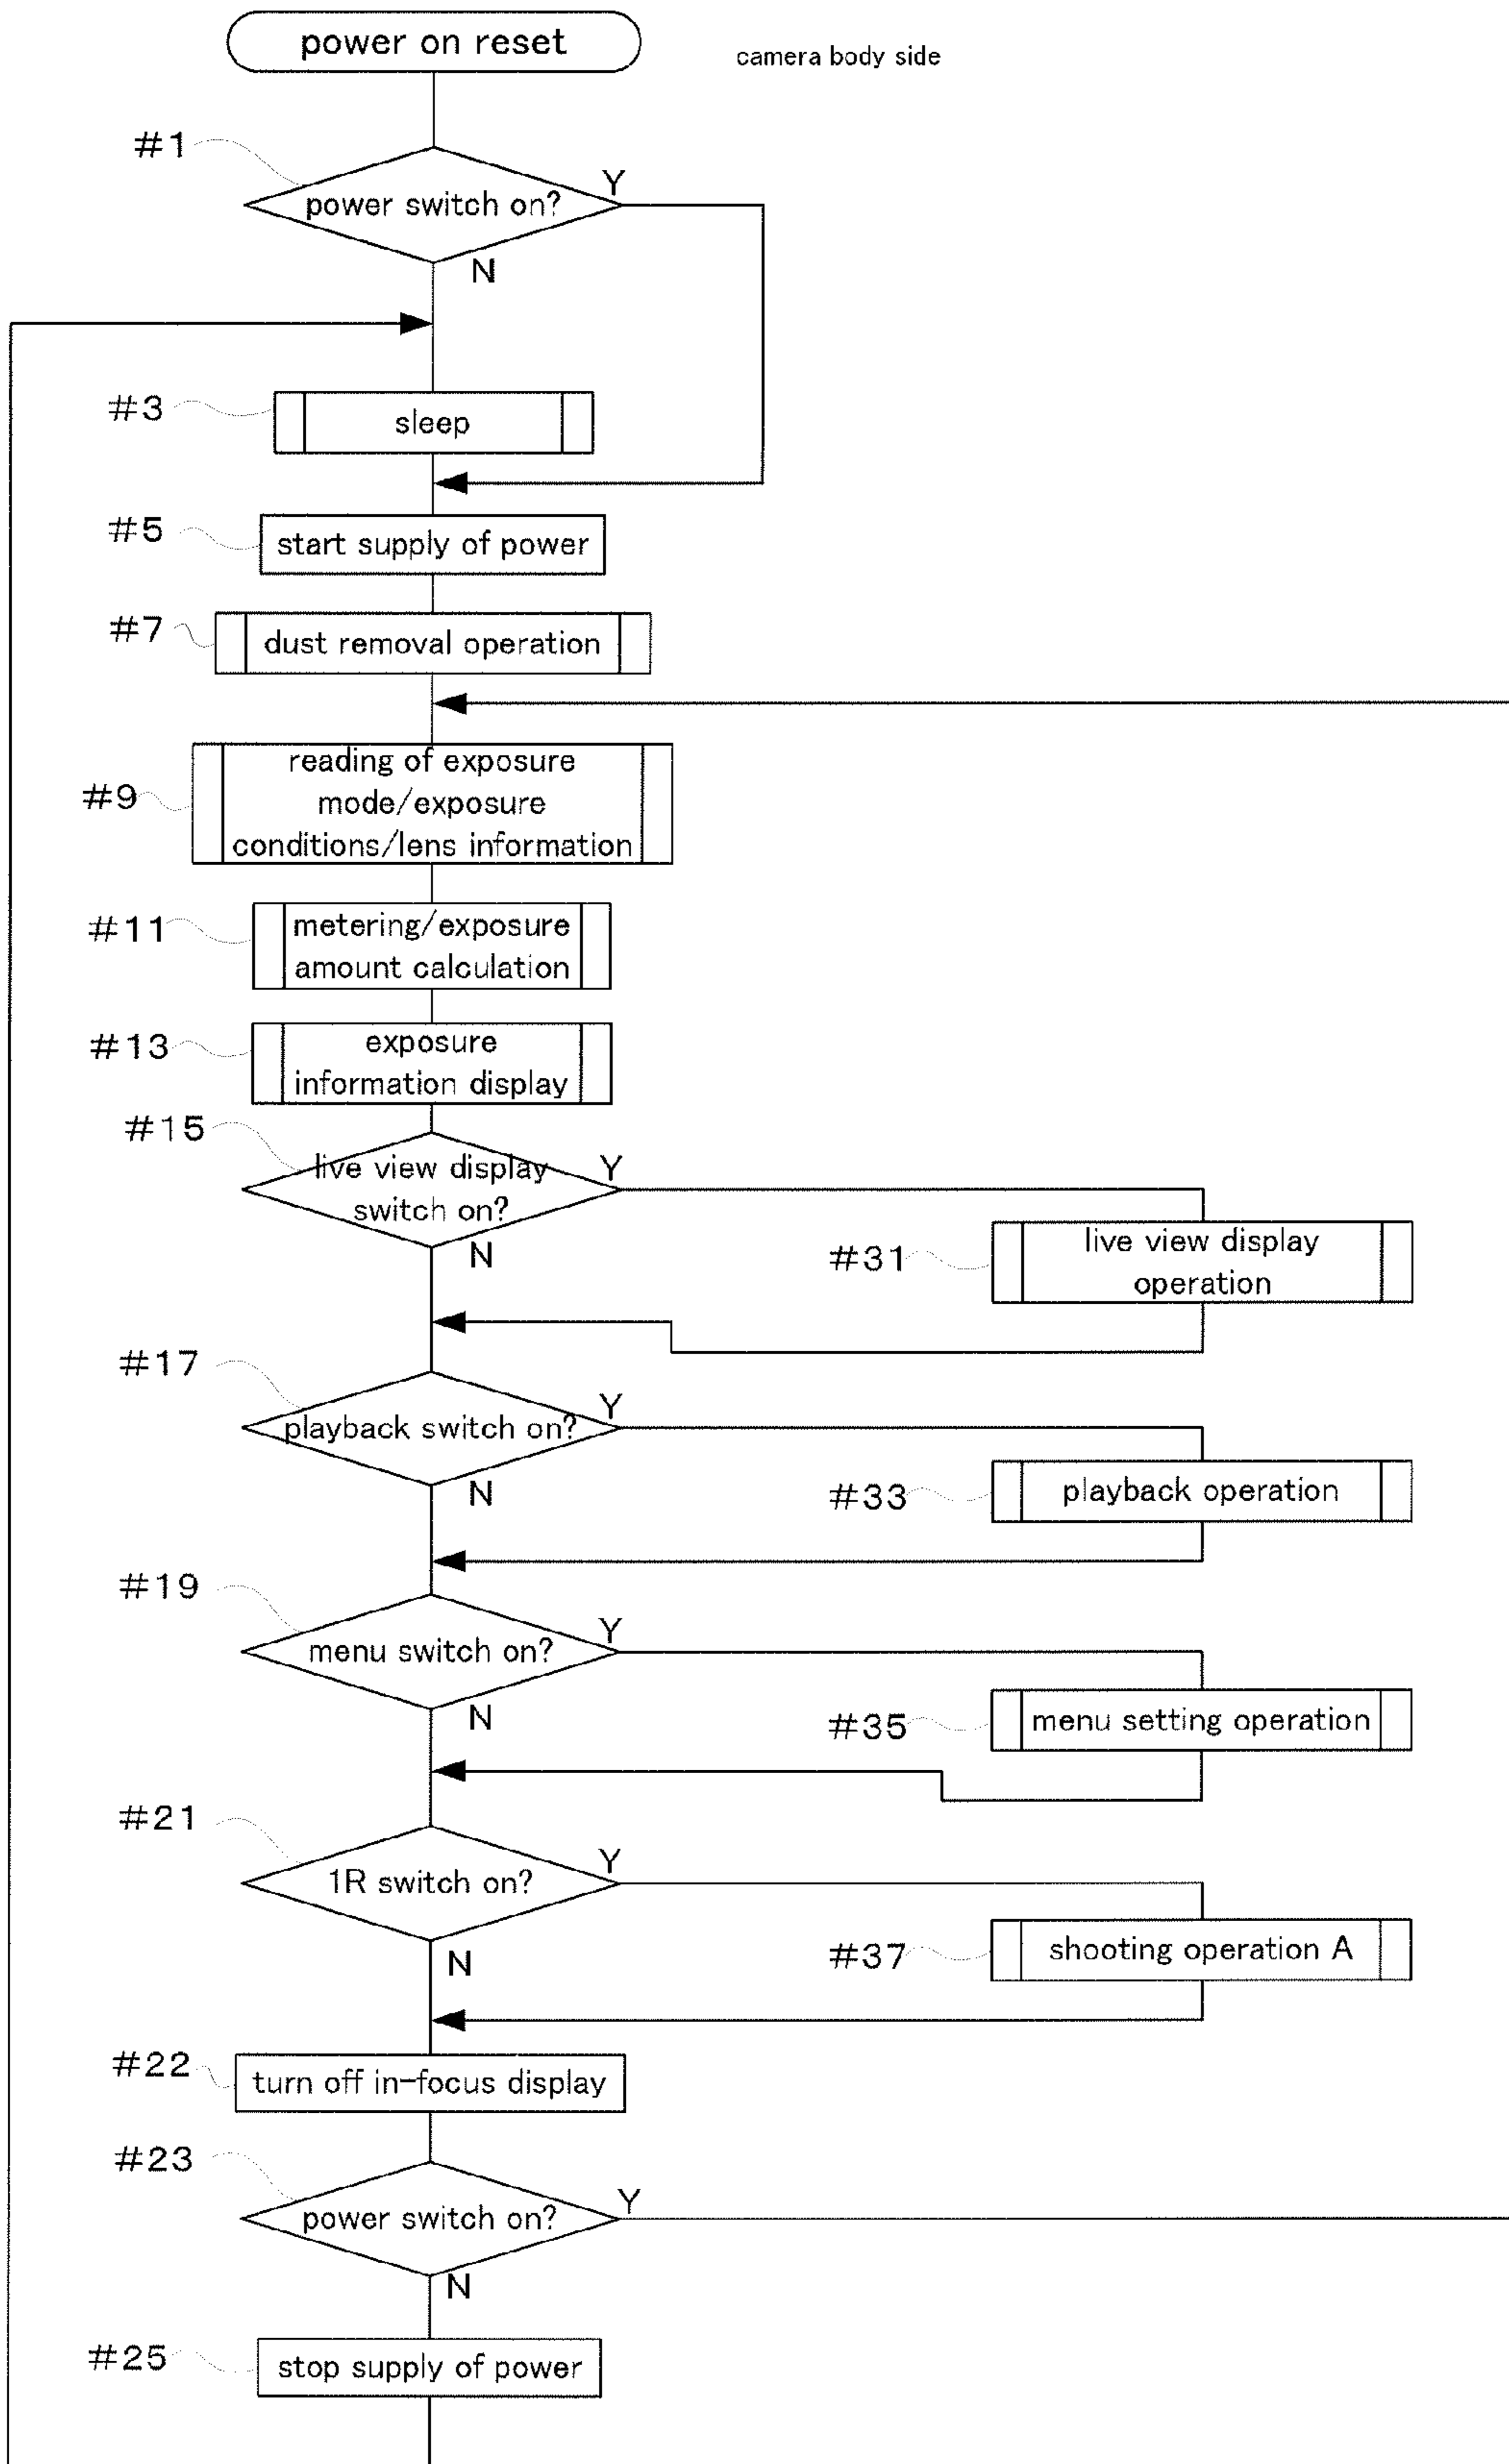 power on reset
camera body side
#1
power switch on?
Y
N
#3
sleep
#5
start supply of power
#7
dust removal operation
#9
reading of exposure
mode/exposure
conditions/lens information
#11
metering/exposure
amount calculation
#13
exposure
information display
#15
live view display
switch on?
Y
N
#31
live view display
operation
#17
playback switch on?
Y
N
#33
playback operation
#19
menu switch on?
Y
N
#35
menu setting operation
#21
1R switch on?
Y
N
#37
shooting operation A
#22
turn off in-focus display
#23
power switch on?
Y
N
#25
stop supply of power